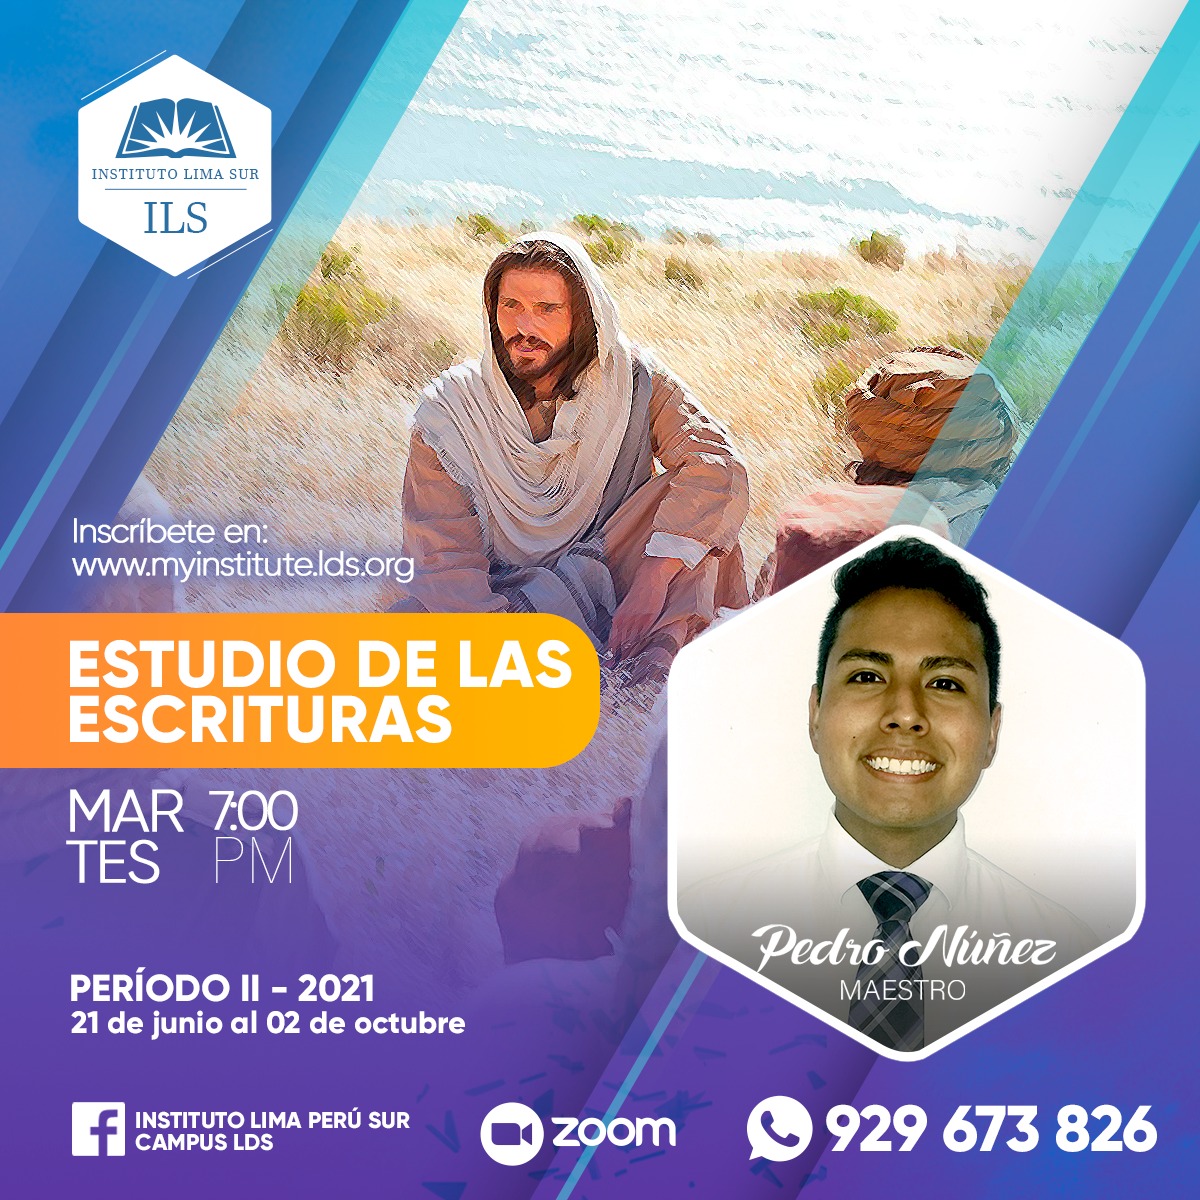 INSTITUTO LIMA SUR
ILS
Inscríbete en:
www.myinstitute.lds.org
ESTUDIO DE LAS
ESCRITURAS
MAR 7:00
TES PM
Pedro Núñez
MAESTRO
PERÍODO II - 2021
21 de junio al 02 de octubre
INSTITUTO LIMA PERÚ SUR
CAMPUS LDS
zoom
929 673 826